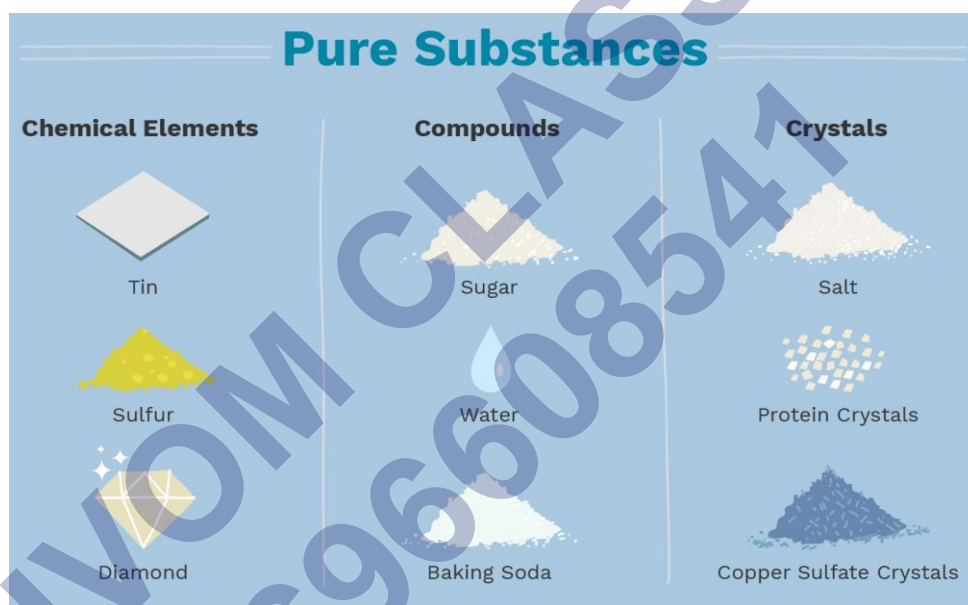 Pure Substances
Chemical Elements
Tin
Sulfur
Diamond
Compounds
Sugar
Water
Baking Soda
Crystals
Salt
Protein Crystals
Copper Sulfate Crystals